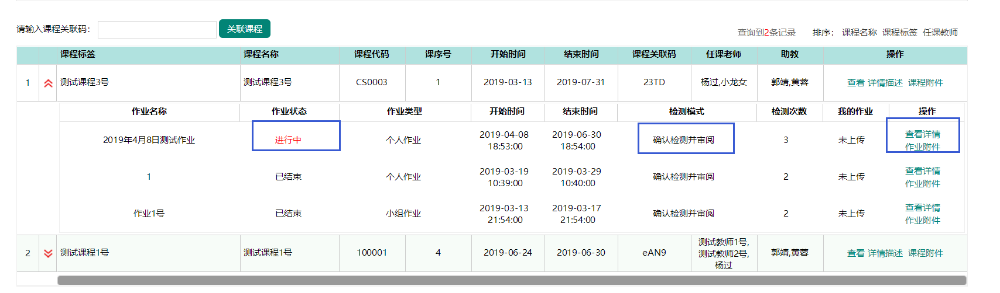 请输入课程关联码： 关联课程
查询到2条记录 排序： 课程名称 课程标签 任课教师
课程标签 课程名称 课程代码 课序号 开始时间 结束时间 课程关联码 任课老师 助教 操作
1 测试课程3号 测试课程3号 CS0003 1 2019-03-13 2019-07-31 23TD 杨过,小龙女 郭靖,黄蓉 查看 详情描述 课程附件
作业名称 作业状态 作业类型 开始时间 结束时间 检测模式 检测次数 我的作业 操作
2019年4月8日测试作业 进行中 个人作业 2019-04-08 18:53:00 2019-06-30 18:54:00 确认检测并审阅 3 未上传 查看详情 作业附件
1 已结束 个人作业 2019-03-19 10:39:00 2019-03-29 10:40:00 确认检测并审阅 2 未上传 查看详情 作业附件
作业1号 已结束 小组作业 2019-03-13 21:54:00 2019-03-17 21:54:00 确认检测并审阅 2 未上传 查看详情 作业附件
2 测试课程1号 测试课程1号 100001 4 2019-06-24 2019-06-30 eAN9 测试教师1号,测试教师2号,杨过 郭靖,黄蓉 查看 详情描述 课程附件